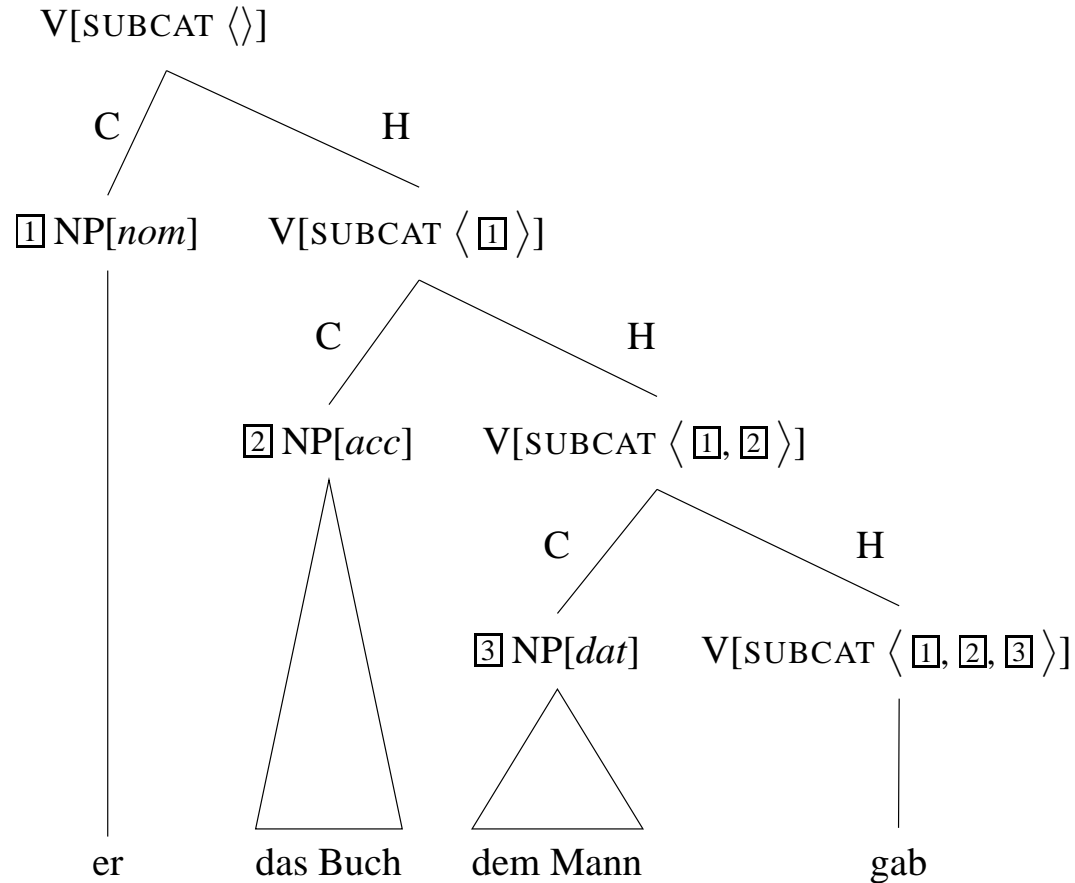 V[SUBCAT ⟨⟩]
C H
1 NP[nom] V[SUBCAT ⟨ 1 ⟩]
C H
2 NP[acc] V[SUBCAT ⟨ 1, 2 ⟩]
C H
3 NP[dat] V[SUBCAT ⟨ 1, 2, 3 ⟩]
er das Buch dem Mann gab